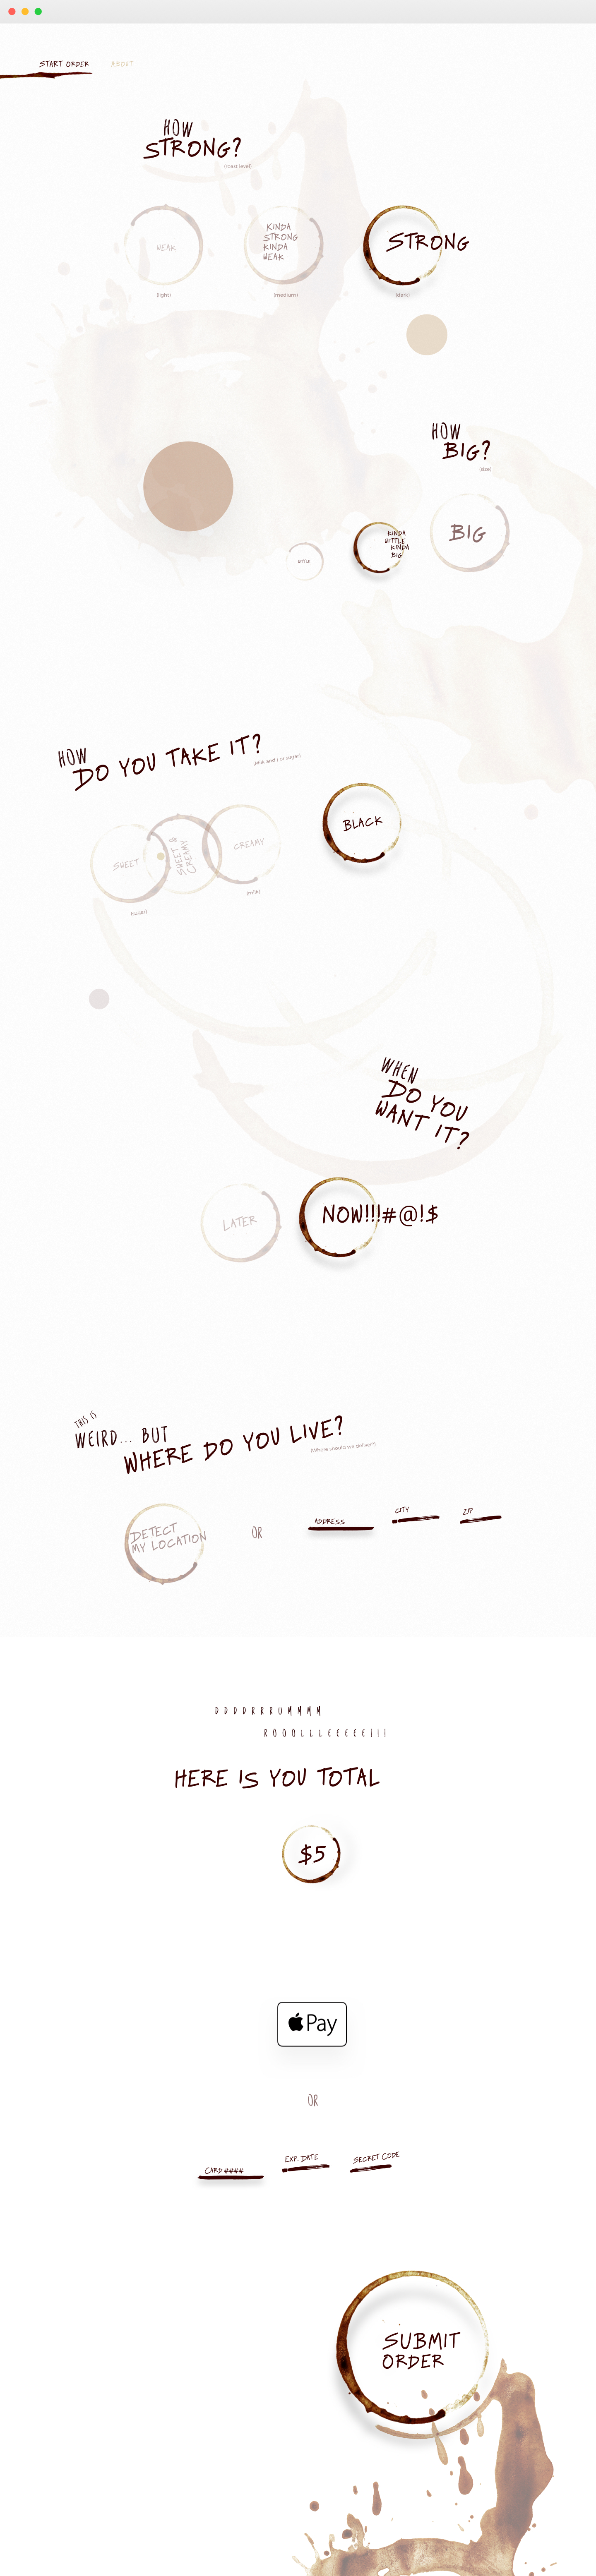 START ORDER
ABOUT
HOW
STRONG?
(roast level)
WEAK
KINDA
STRONG
KINDA
WEAK
STRONG
(light)
(medium)
(dark)
HOW
BIG?
(size)
BIG
KINDA
LITTLE
KINDA
BIG
LITTLE
HOW
DO YOU TAKE IT?
(Milk and / or sugar)
BLACK
SWEET
SWEET &
CREAMY
CREAMY
(milk)
(sugar)
WHEN
DO YOU
WANT IT?
LATER
NOW!!!#@!$
THIS IS
WEIRD... BUT
WHERE DO YOU LIVE?
(Where should we deliver?)
DETECT
MY LOCATION
OR
ADDRESS
CITY
ZIP
DDDDRRRUMMMM
ROOOLLLEEEEE!!!
HERE IS YOU TOTAL
$5
Pay
OR
CARD ####
EXP. DATE
SECRET CODE
SUBMIT
ORDER